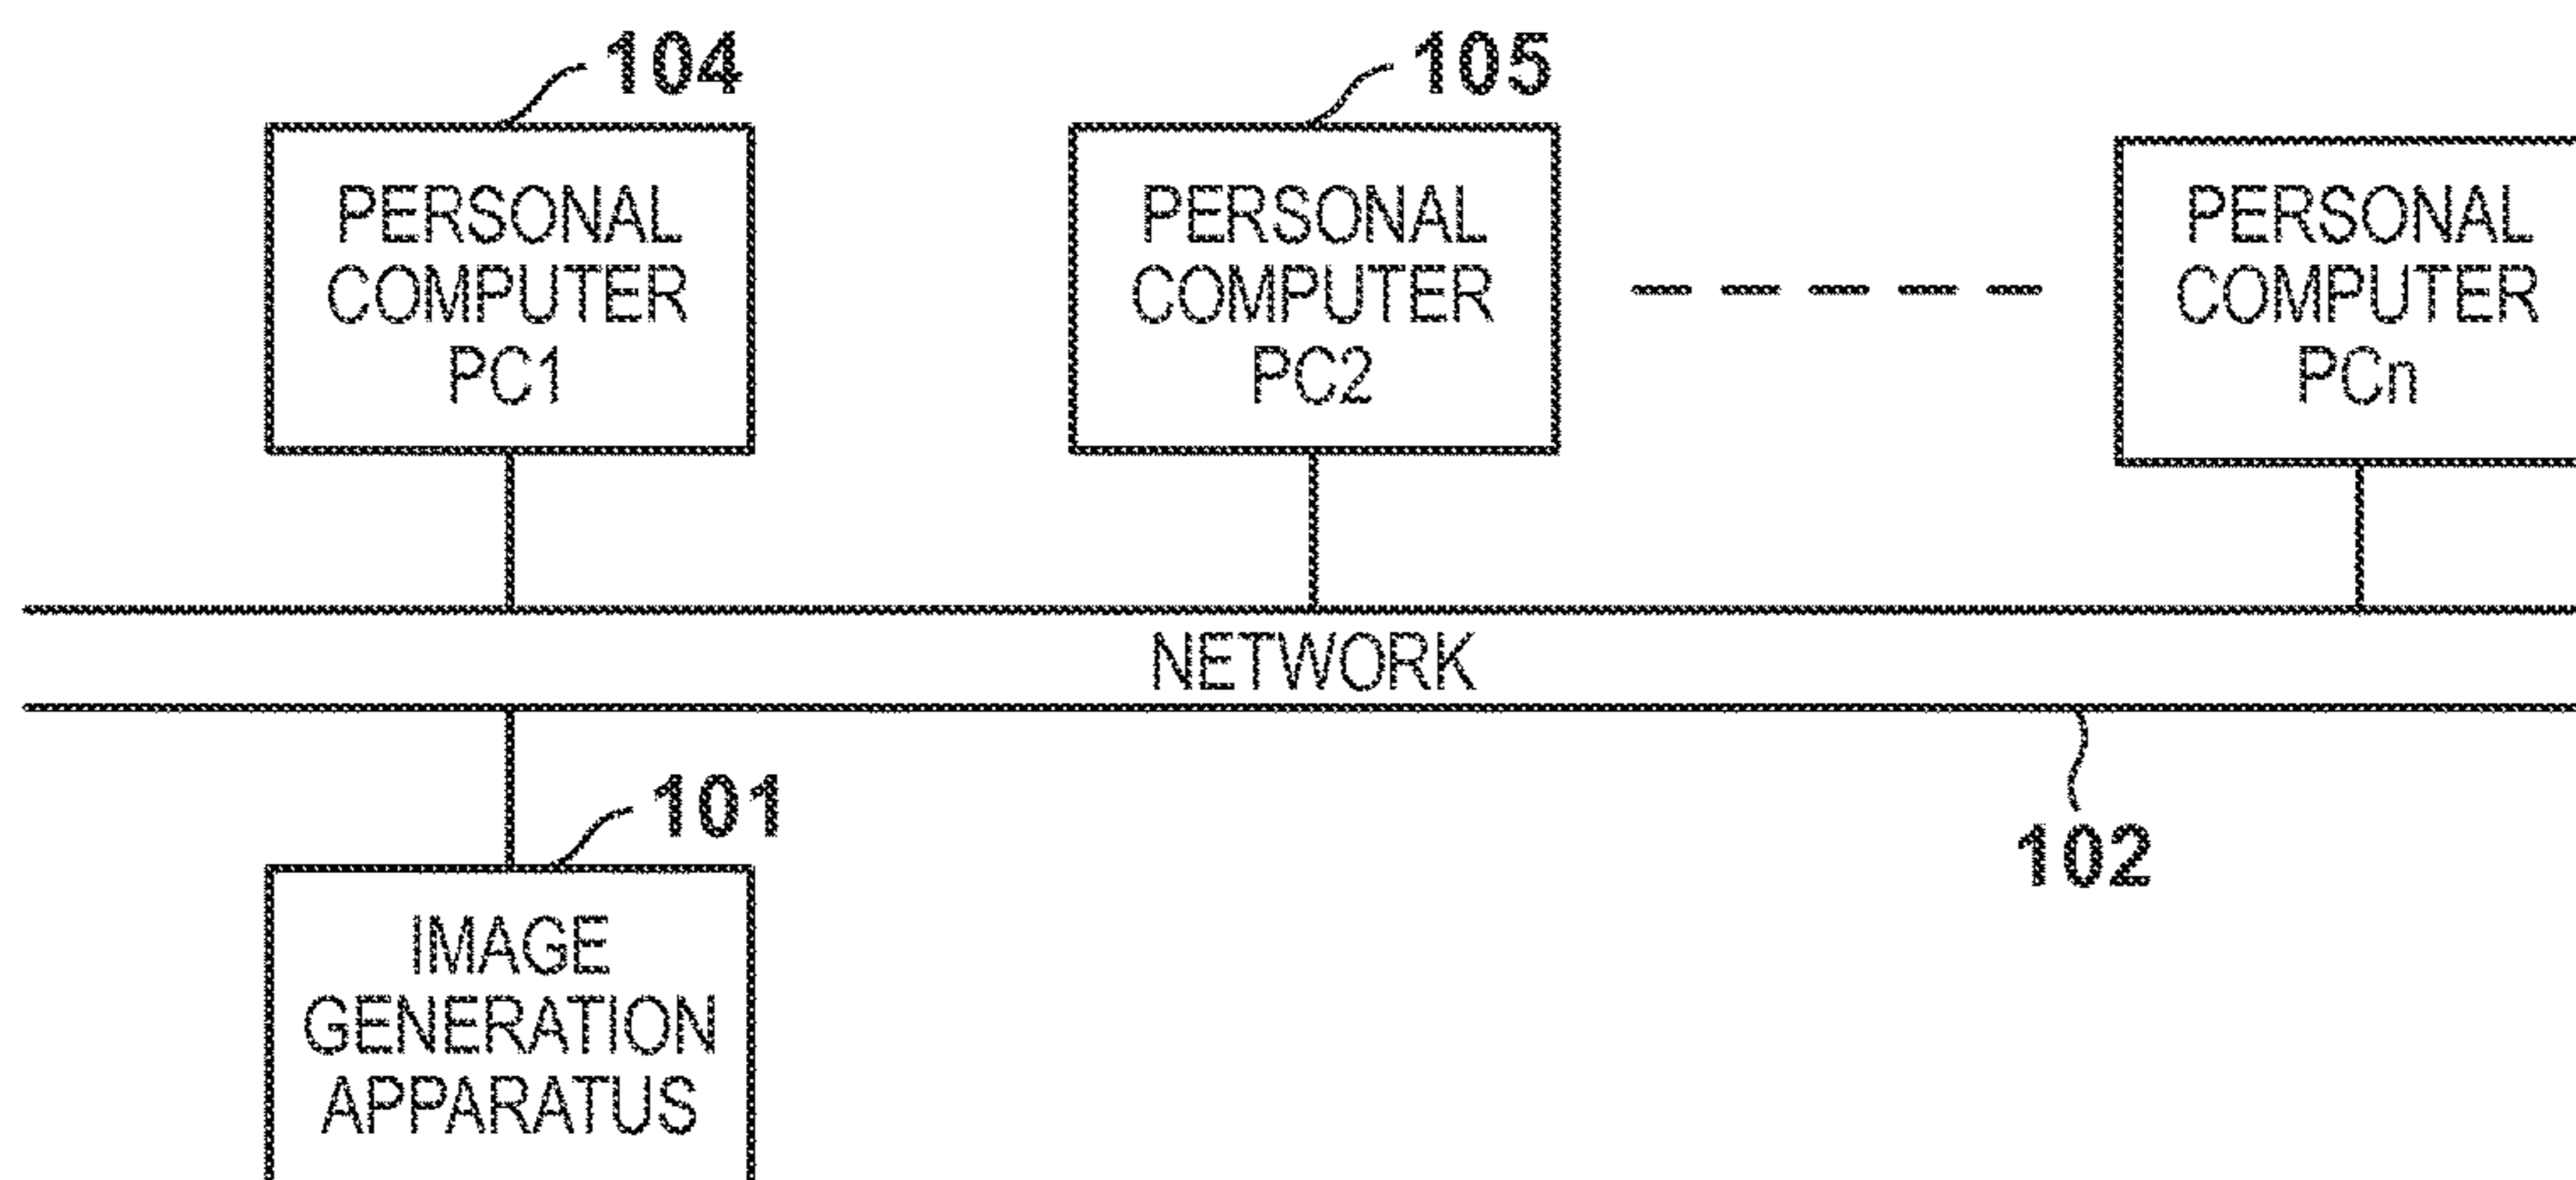 104
105
PERSONAL
COMPUTER
PC1
PERSONAL
COMPUTER
PC2
PERSONAL
COMPUTER
PCn
NETWORK
101
102
IMAGE
GENERATION
APPARATUS